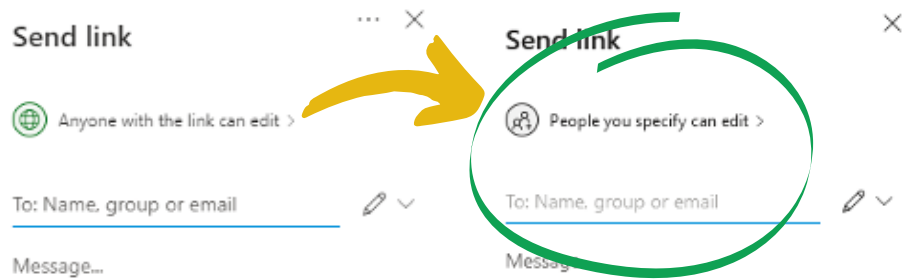 Send link
Anyone with the link can edit
To: Name, group or email
Message...
Send link
People you specify can edit
To: Name, group or email
Message